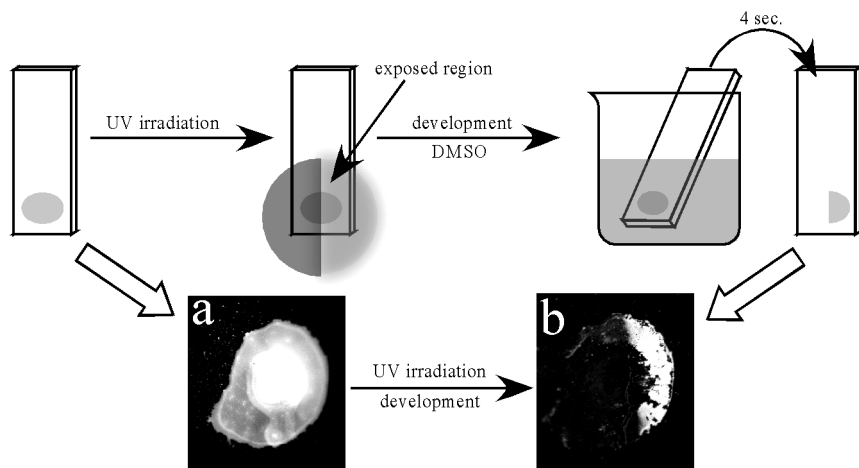 4 sec.
exposed region
UV irradiation
development
DMSO
a
b
UV irradiation
development